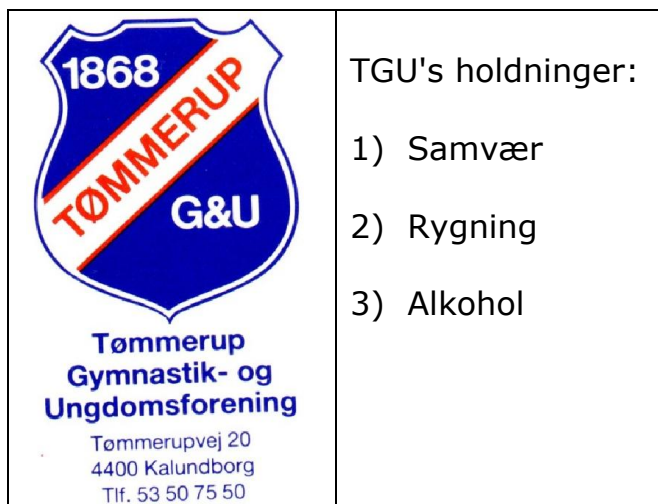 1868
TØMMERUP
G&U
Tømmerup
Gymnastik- og
Ungdomsforening
Tømmerupvej 20
4400 Kalundborg
Tlf. 53 50 75 50
TGU's holdninger:
1) Samvær
2) Rygning
3) Alkohol